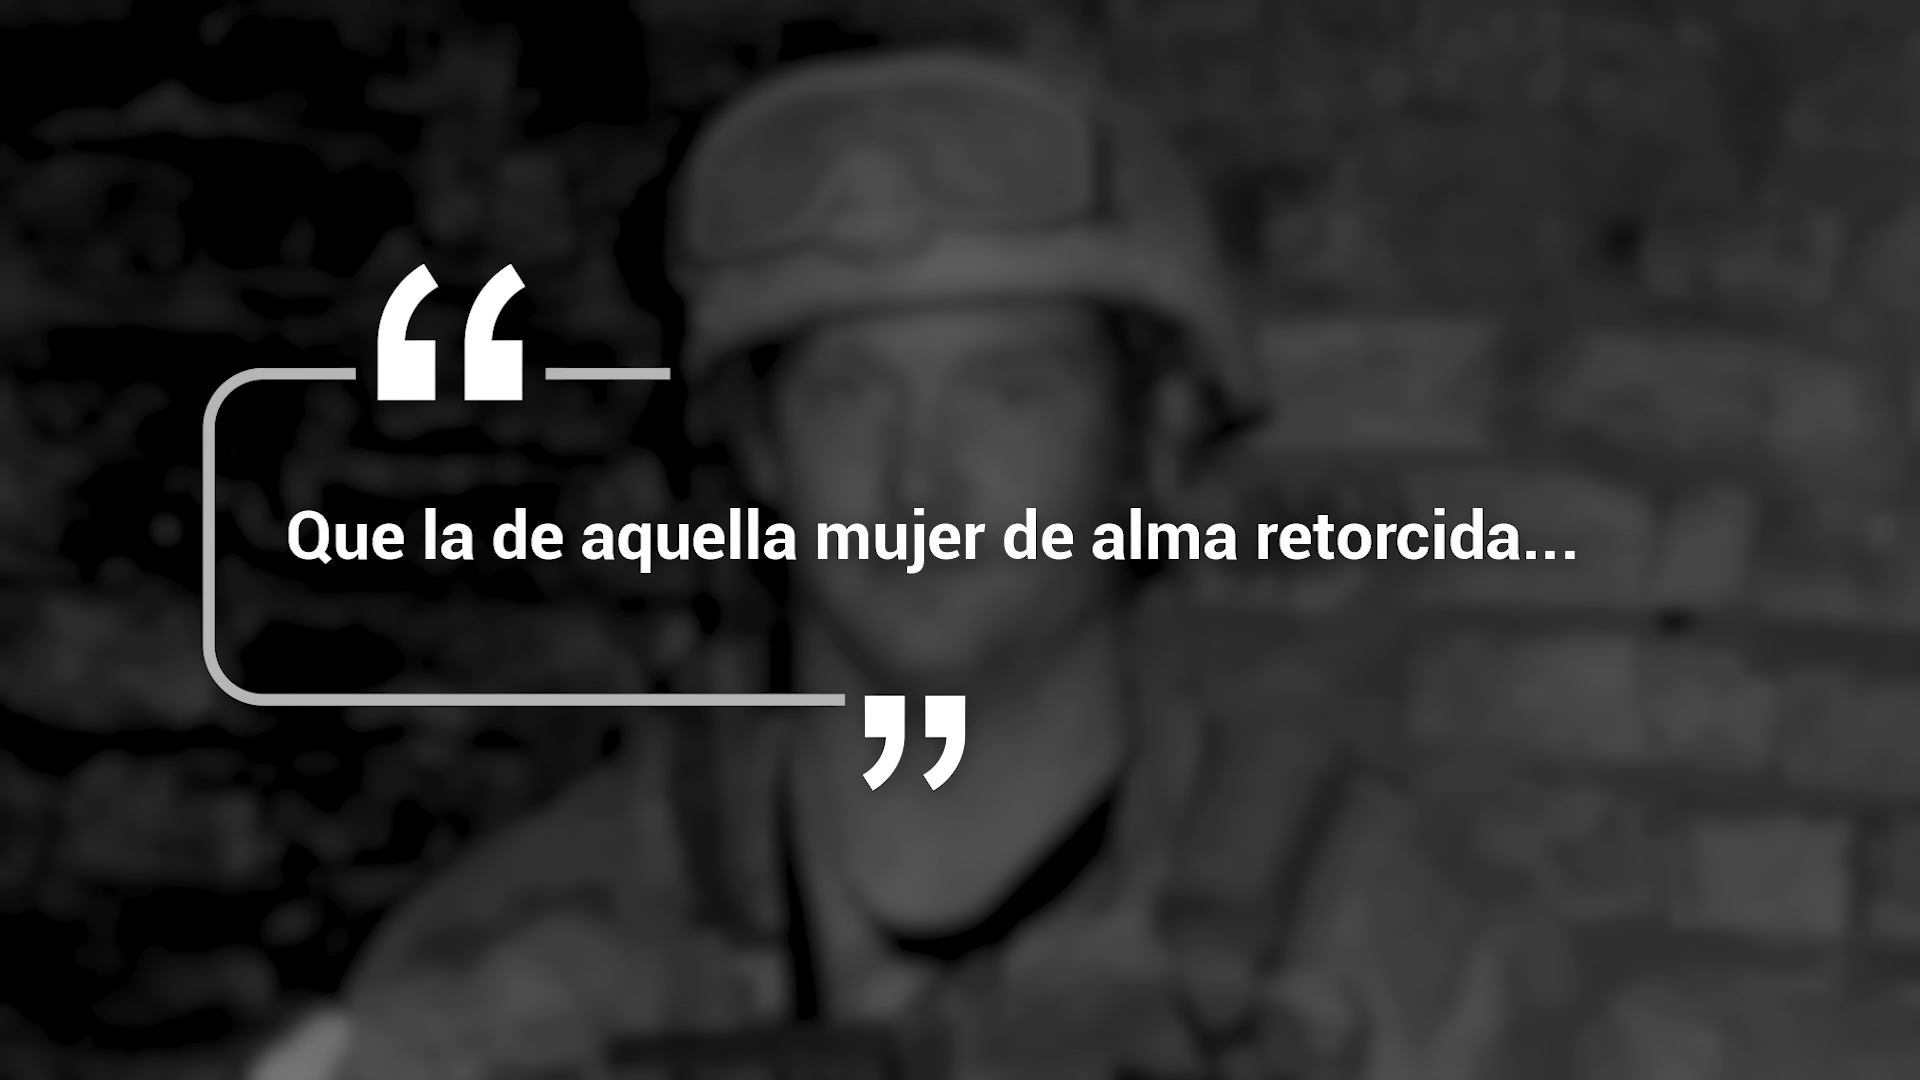 “
Que la de aquella mujer de alma retorcida...
”